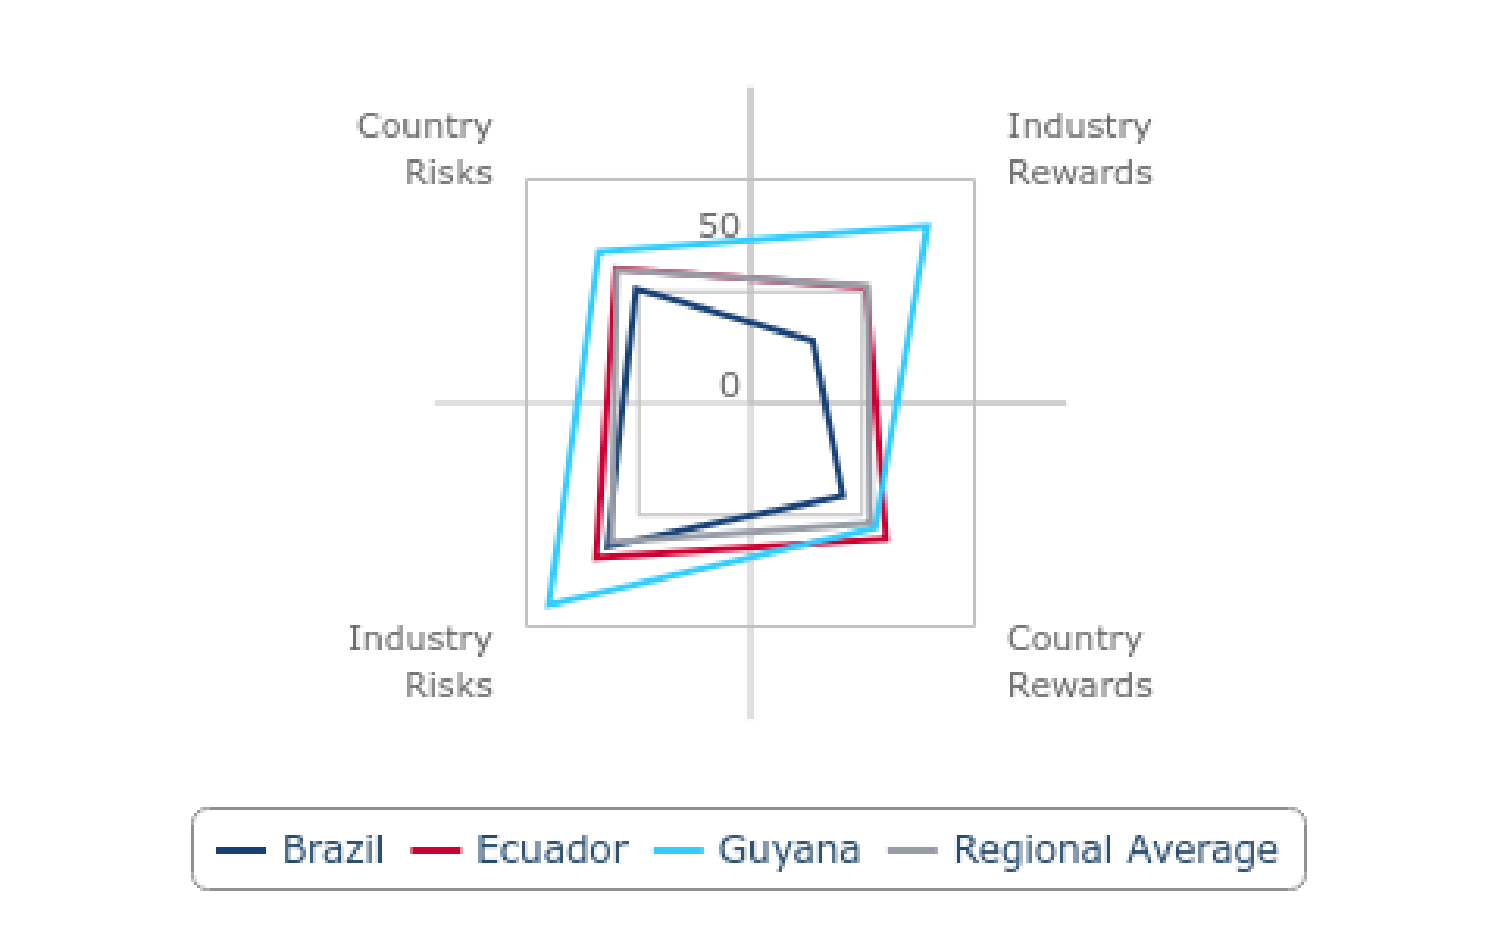 Country
Risks
Industry
Rewards
50
0
Industry
Risks
Country
Rewards
Brazil Ecuador Guyana Regional Average